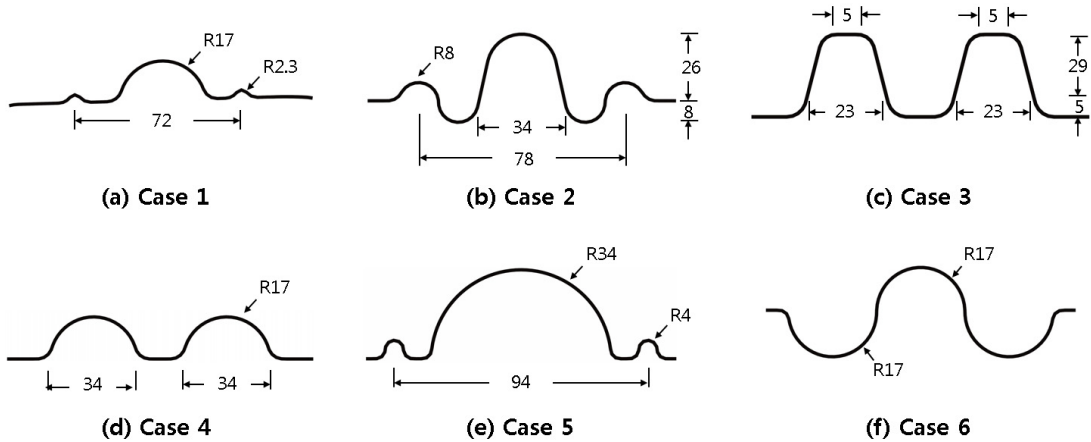 R17
R2.3
72
(a) Case 1
R8
26
8
34
78
(b) Case 2
5
5
29
5
23
23
(c) Case 3
R17
34
34
(d) Case 4
R34
R4
94
(e) Case 5
R17
R17
(f) Case 6